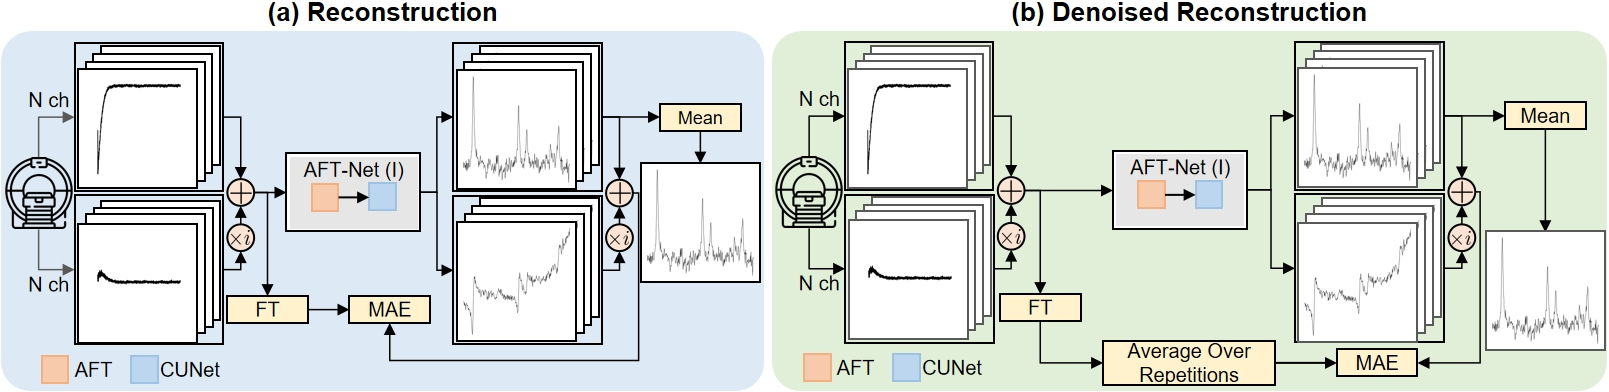 (a) Reconstruction
N ch
N ch
AFT-Net (I)
+
×i
FT
MAE
+
×i
Mean
AFT
CUNet
(b) Denoised Reconstruction
N ch
N ch
AFT-Net (I)
+
×i
FT
Average Over
Repetitions
MAE
+
×i
Mean
AFT
CUNet